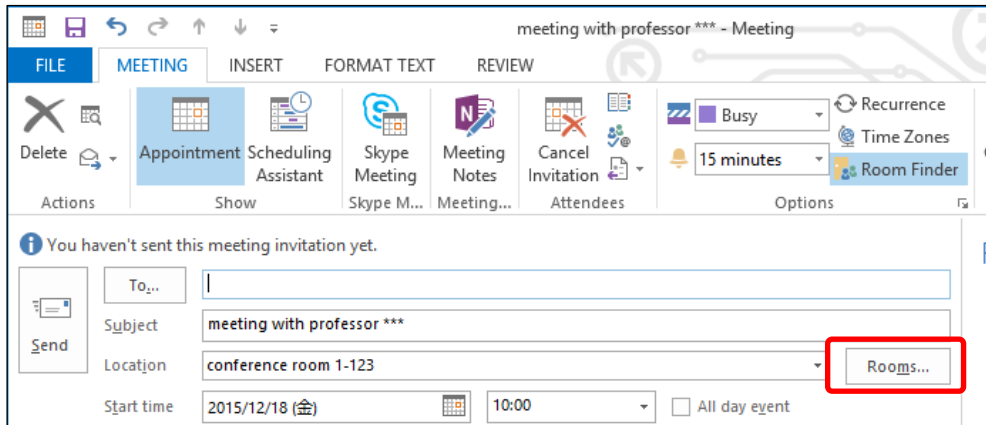 meeting with professor *** - Meeting
FILE MEETING INSERT FORMAT TEXT REVIEW
Delete
Appointment
Scheduling Assistant
Skype Meeting
Meeting Notes
Cancel Invitation
Busy
15 minutes
Recurrence
Time Zones
Room Finder
Actions Show Skype M... Meeting... Attendees Options
You haven't sent this meeting invitation yet.
Send
To...
Subject meeting with professor ***
Location conference room 1-123 Rooms...
Start time 2015/12/18 (金) 10:00 All day event